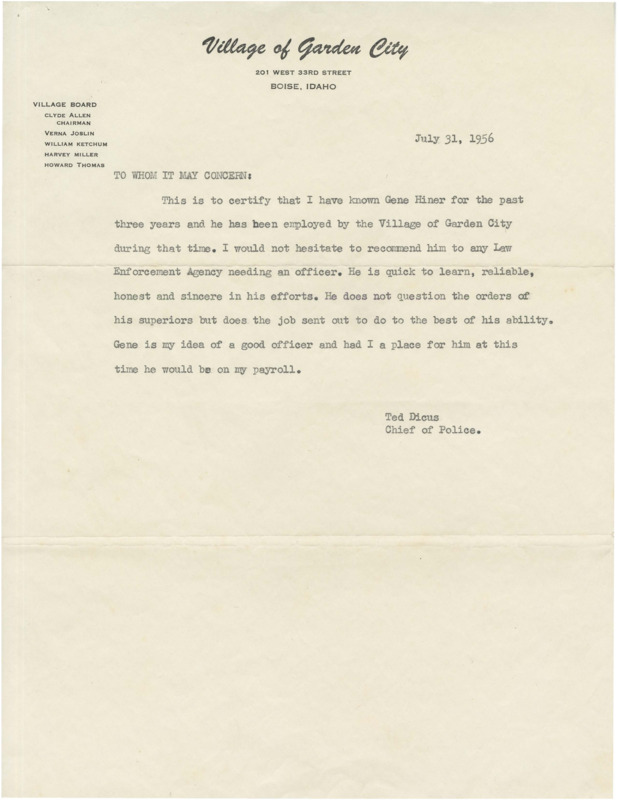 Village of Garden City
201 WEST 33RD STREET
BOISE, IDAHO
VILLAGE BOARD
CLYDE ALLEN
CHAIRMAN
VERNA JOSLIN
WILLIAM KETCHUM
HARVEY MILLER
HOWARD THOMAS
July 31, 1956
TO WHOM IT MAY CONCERN:
This is to certify that I have known Gene Hiner for the past
three years and he has been employed by the Village of Garden City
during that time. I would not hesitate to recommend him to any Law
Enforcement Agency needing an officer. He is quick to learn, reliable,
honest and sincere in his efforts. He does not question the orders of
his superiors but does the job sent out to do to the best of his ability.
Gene is my idea of a good officer and had I a place for him at this
time he would be on my payroll.
Ted Dicus
Chief of Police.